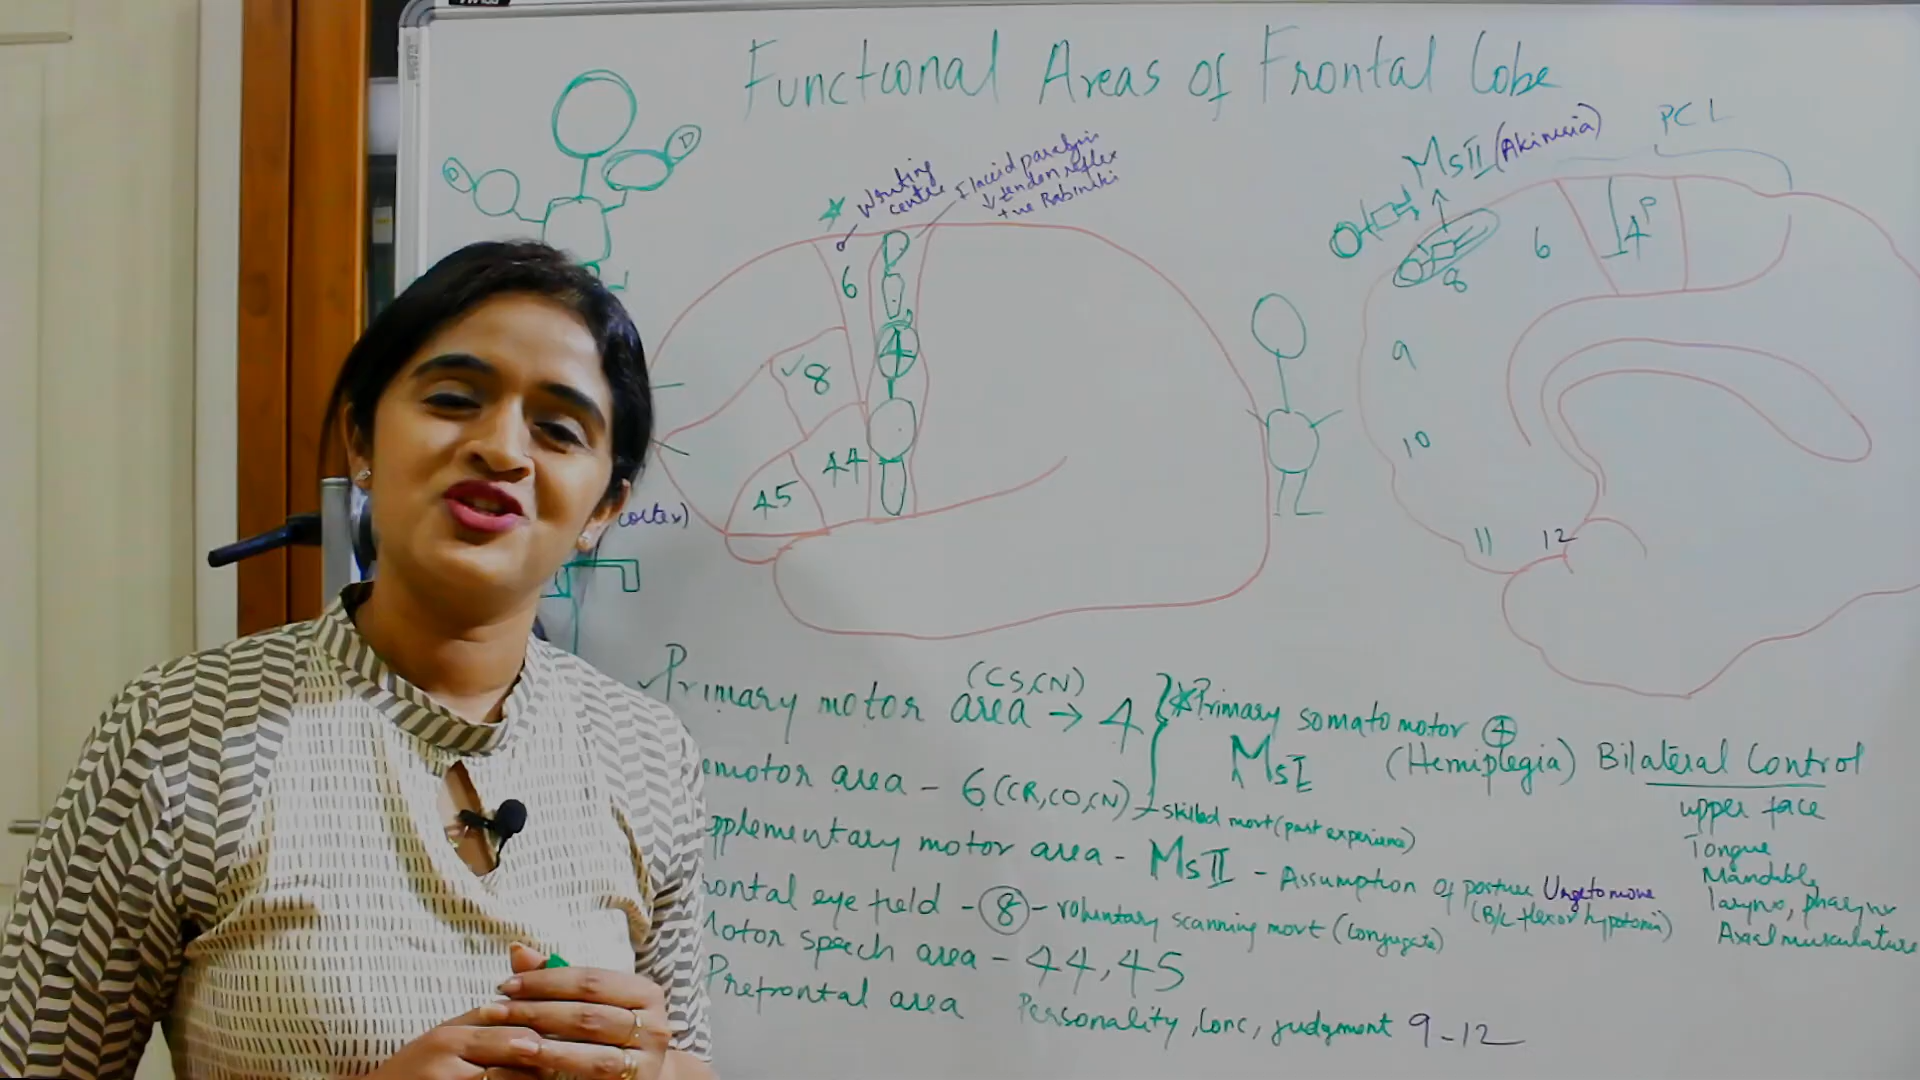 Functional Areas of Frontal Lobe
PCL
MsII (Akinesia)
Writing
centre
flaccid paralysis
↓ tendon reflex
+ve Babinski
D
6
4
8
44
45
cortex)
6
4
P
8
9
10
11
12
Primary motor area → 4
(CS, CN)
Primary somatomotor 4
MsI (Hemiplegia)
Bilateral Control
upper face
Tongue
Mandible
larynx, pharynx
Axial musculature
emotor area - 6 (CR, CO, CN) → skilled movt (past experience)
pplementary motor area - MsII - Assumption of posture Urge to move
(B/L flexor hypotonia)
rontal eye field - 8 - voluntary scanning movt (conjugate)
Motor speech area - 44, 45
Prefrontal area Personality, Conc, judgment 9-12